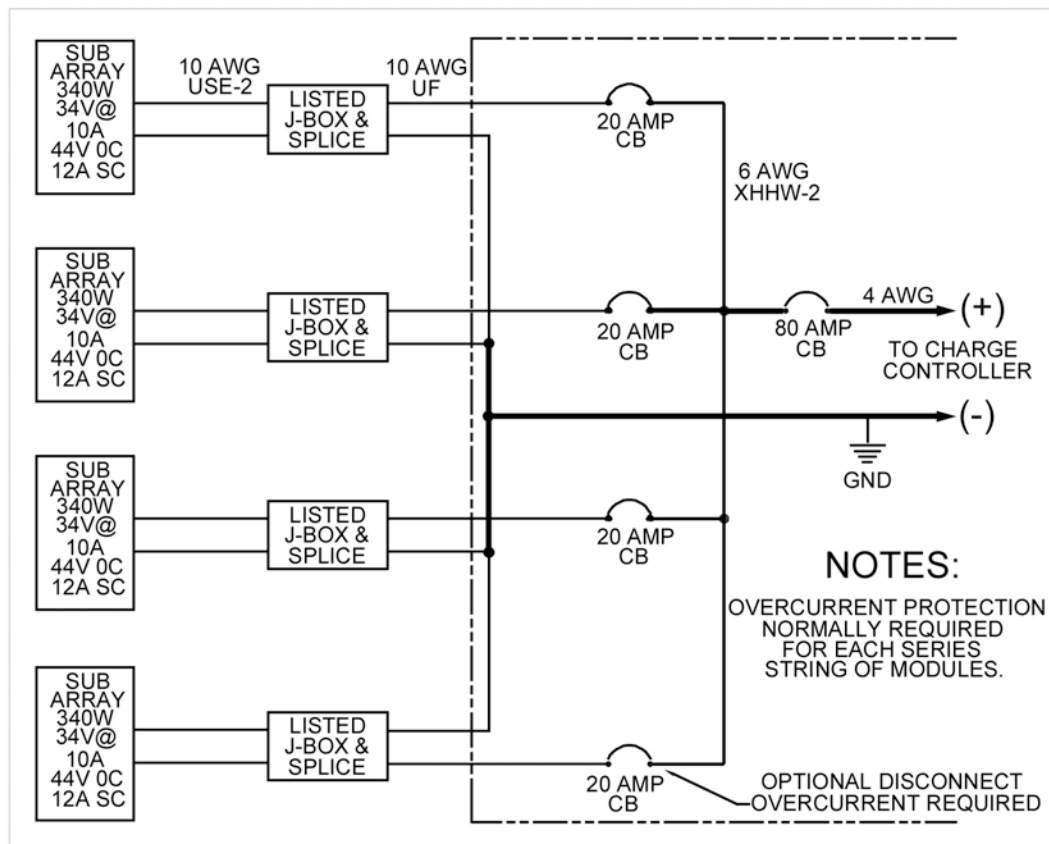 SUB
ARRAY
340W
34V@
10A
44V 0C
12A SC
10 AWG
USE-2
LISTED
J-BOX &
SPLICE
10 AWG
UF
20 AMP
CB
6 AWG
XHHW-2
SUB
ARRAY
340W
34V@
10A
44V 0C
12A SC
LISTED
J-BOX &
SPLICE
20 AMP
CB
80 AMP
CB
4 AWG
(+)
TO CHARGE
CONTROLLER
(-)
GND
SUB
ARRAY
340W
34V@
10A
44V 0C
12A SC
LISTED
J-BOX &
SPLICE
20 AMP
CB
NOTES:
OVERCURRENT PROTECTION
NORMALLY REQUIRED
FOR EACH SERIES
STRING OF MODULES.
SUB
ARRAY
340W
34V@
10A
44V 0C
12A SC
LISTED
J-BOX &
SPLICE
20 AMP
CB
OPTIONAL DISCONNECT
OVERCURRENT REQUIRED